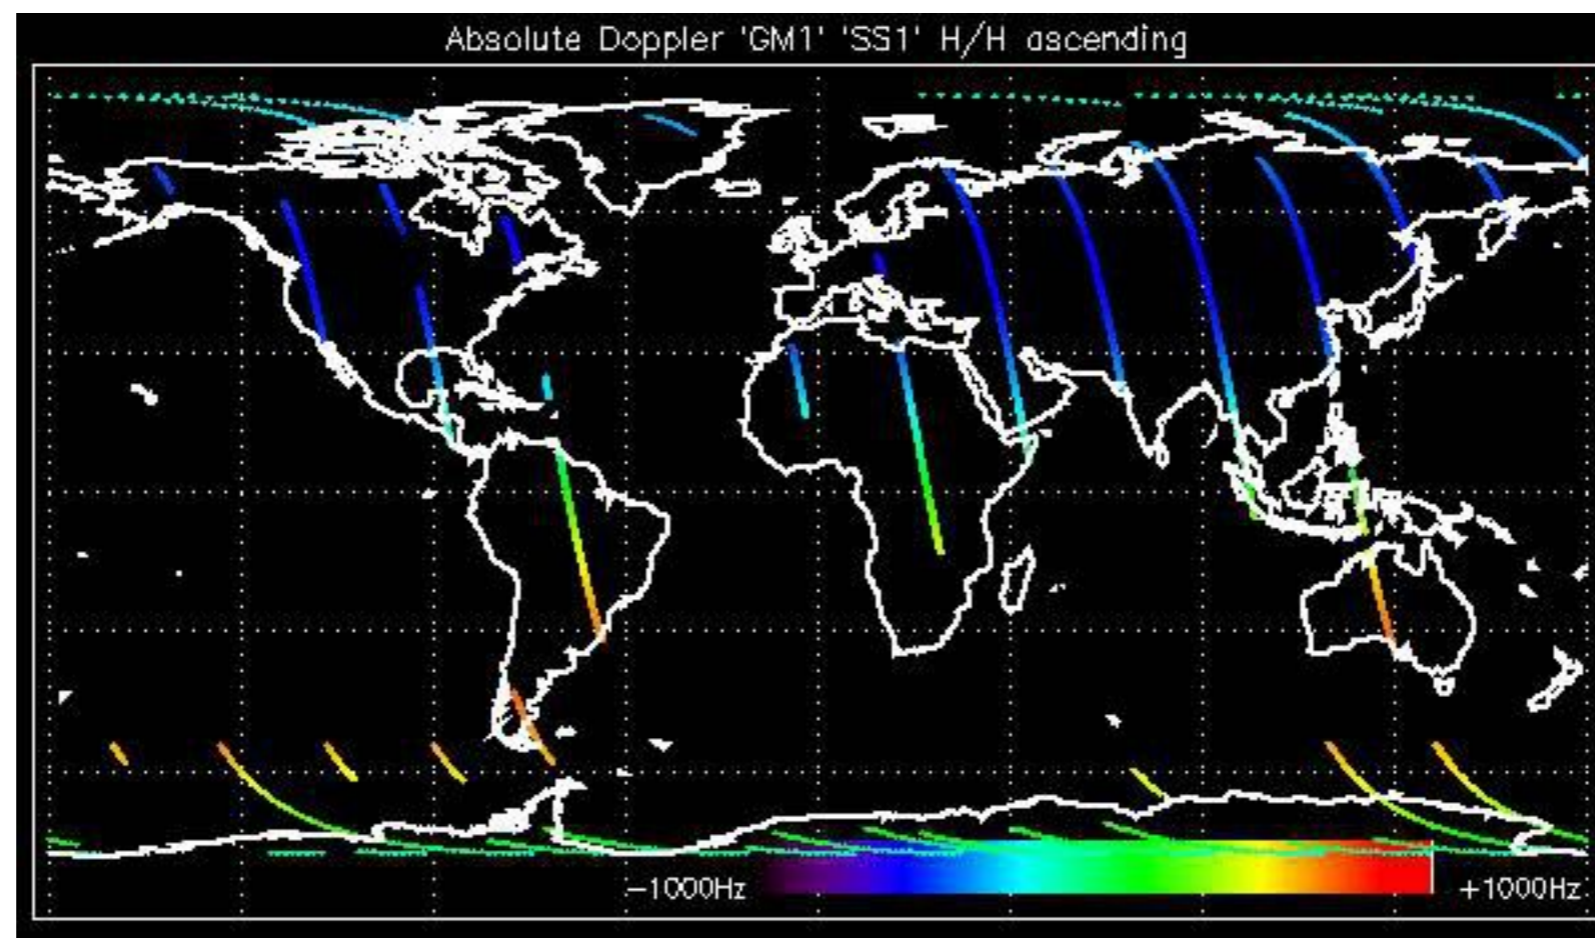 Absolute Doppler 'GM1' 'SS1' H/H ascending
-1000Hz
+1000Hz